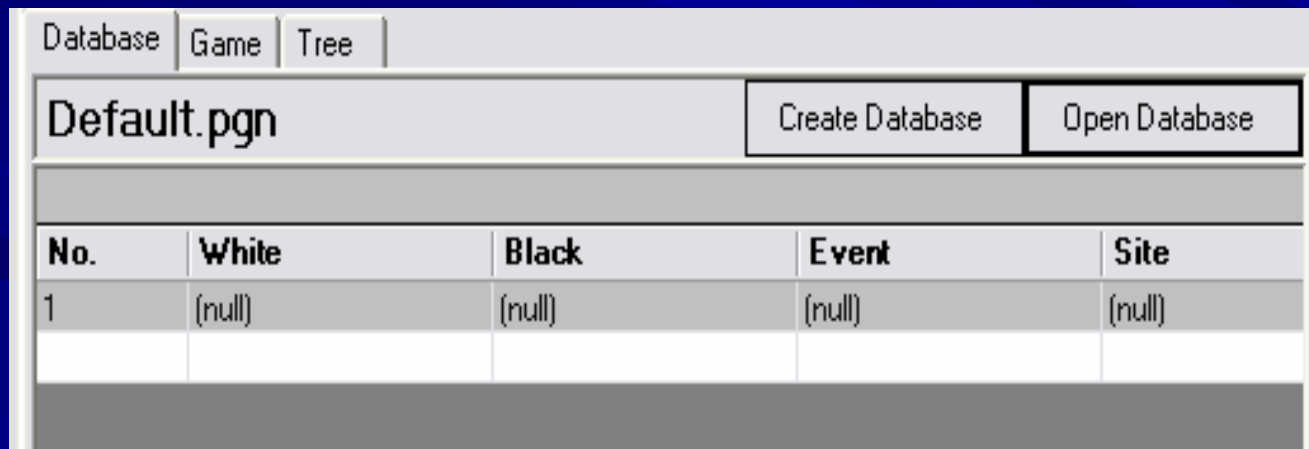 Database Game Tree
Default.pgn Create Database Open Database
No. White Black Event Site
1 (null) (null) (null) (null)